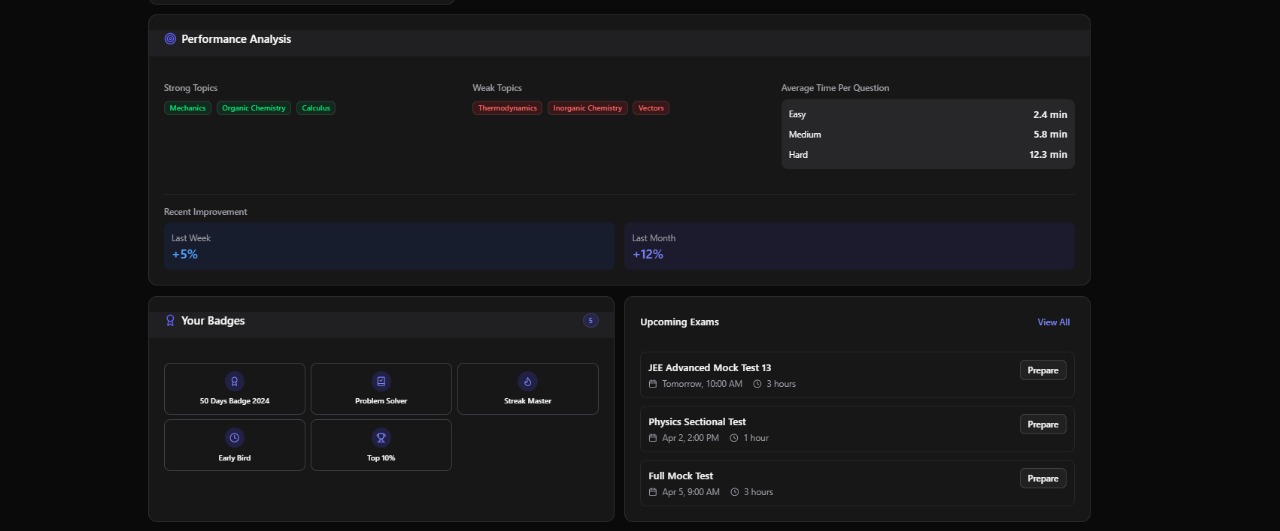 Performance Analysis
Strong Topics
Mechanics Organic Chemistry Calculus
Weak Topics
Thermodynamics Inorganic Chemistry Vectors
Average Time Per Question
Easy 2.4 min
Medium 5.8 min
Hard 12.3 min
Recent Improvement
Last Week
+5%
Last Month
+12%
Your Badges 5
50 Days Badge 2024
Problem Solver
Streak Master
Early Bird
Top 10%
Upcoming Exams View All
JEE Advanced Mock Test 13
Tomorrow, 10:00 AM 3 hours
Prepare
Physics Sectional Test
Apr 2, 2:00 PM 1 hour
Prepare
Full Mock Test
Apr 5, 9:00 AM 3 hours
Prepare